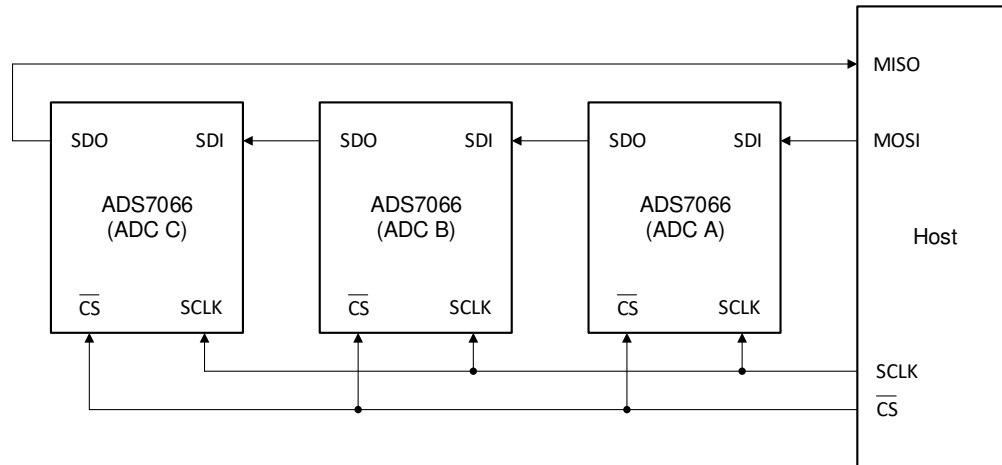 MISO
SDO SDI SDO SDI SDO SDI MOSI
ADS7066 ADS7066 ADS7066
(ADC C) (ADC B) (ADC A) Host
CS SCLK CS SCLK CS SCLK
SCLK
CS